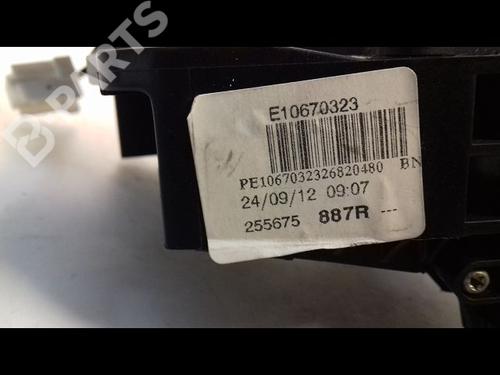 B-PARTS
E10670323
PE1067032326820480 BN
24/09/12 09:07
255675 887R ---